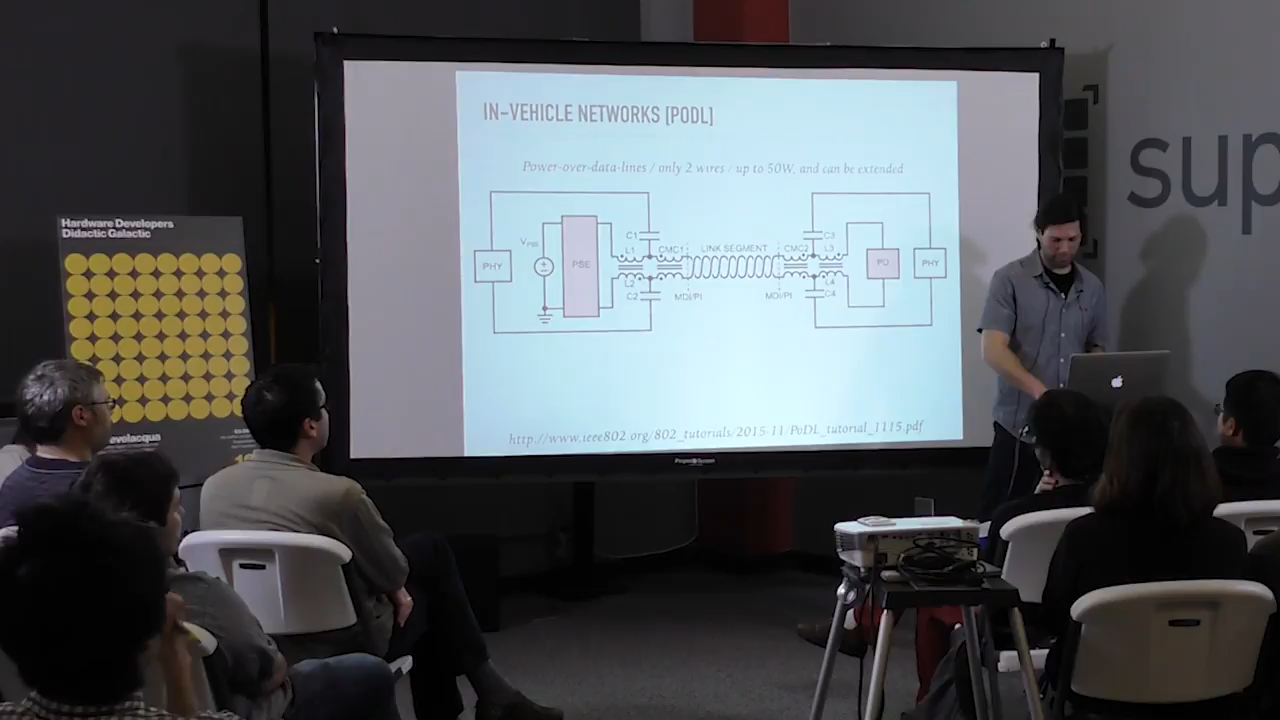 IN-VEHICLE NETWORKS [PODL]
Power-over-data-lines / only 2 wires / up to 50W, and can be extended
C1
C3
VPSE
L1
CMC1
LINK SEGMENT
CMC2
L3
PHY
PSE
PD
PHY
L2
L4
C2
MDI/PI
MDI/PI
C4
http://www.ieee802.org/802_tutorials/2015-11/PoDL_tutorial_1115.pdf
Hardware Developers
Didactic Galactic
evelacqua
sup